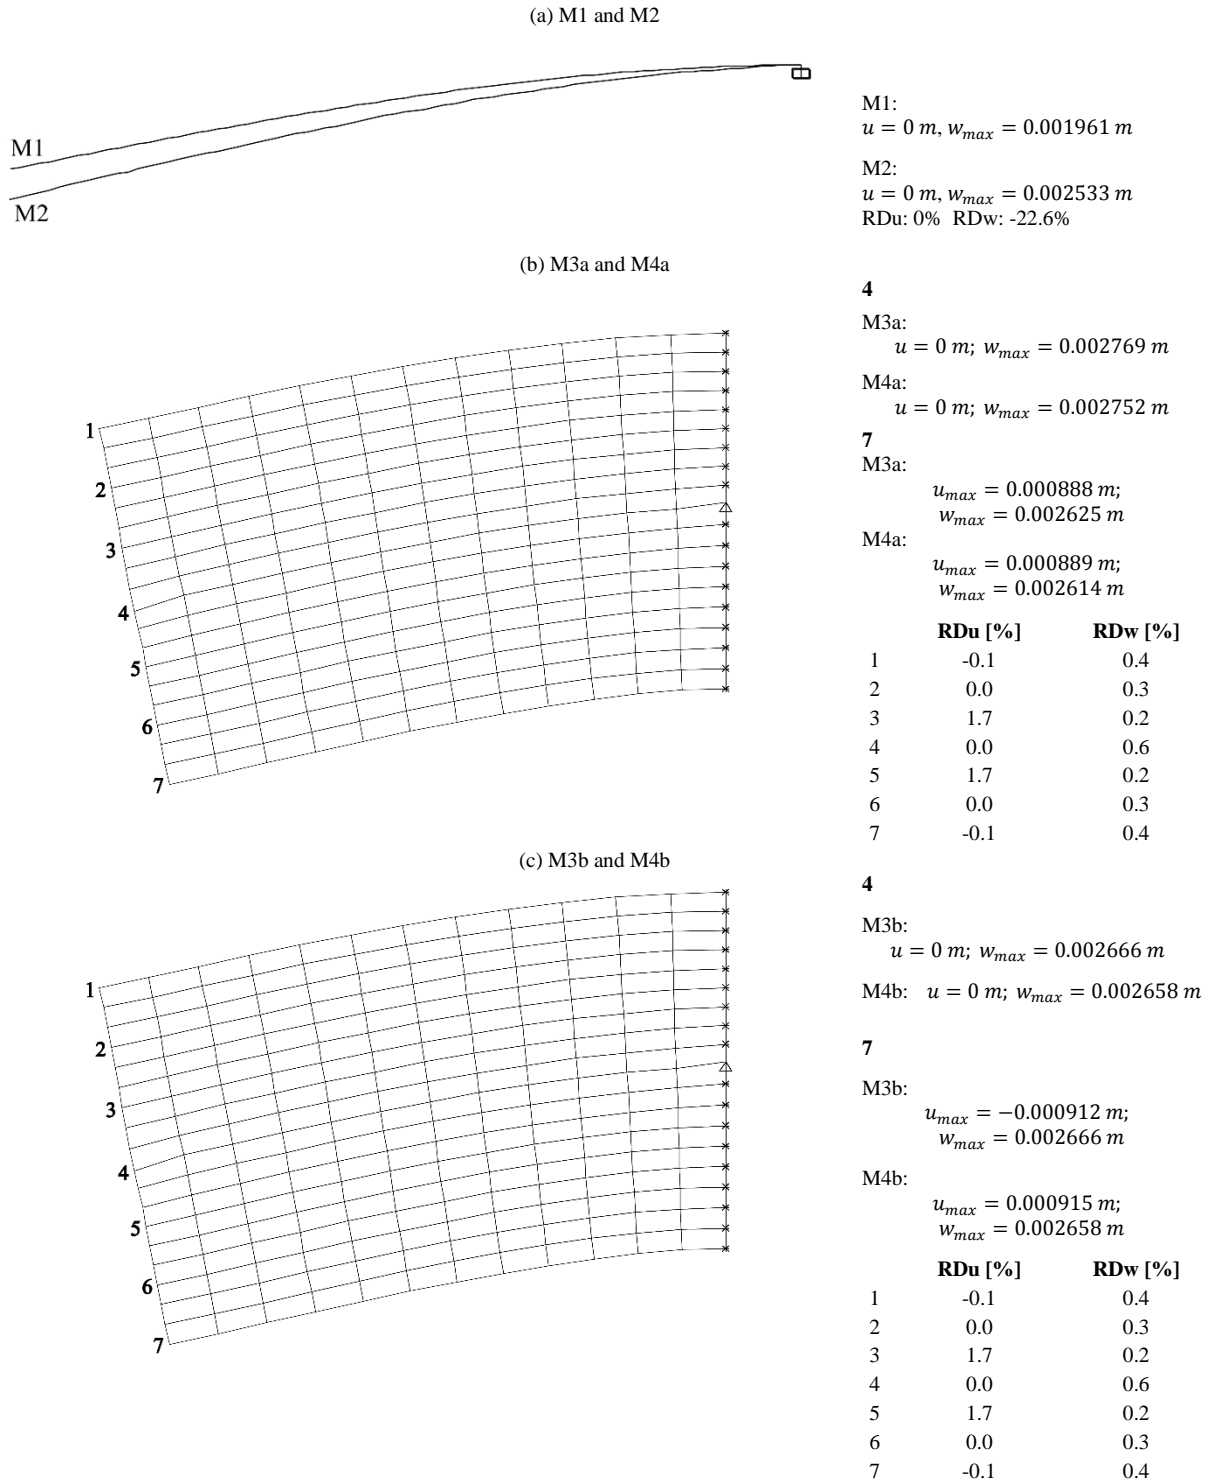 (a) M1 and M2
M1
M2
M1:
u = 0 m, w_max = 0.001961 m
M2:
u = 0 m, w_max = 0.002533 m
RDu: 0% RDw: -22.6%
(b) M3a and M4a
1
2
3
4
5
6
7
4
M3a:
u = 0 m; w_max = 0.002769 m
M4a:
u = 0 m; w_max = 0.002752 m
7
M3a:
u_max = 0.000888 m;
w_max = 0.002625 m
M4a:
u_max = 0.000889 m;
w_max = 0.002614 m
RDu [%] RDw [%]
1 -0.1 0.4
2 0.0 0.3
3 1.7 0.2
4 0.0 0.6
5 1.7 0.2
6 0.0 0.3
7 -0.1 0.4
(c) M3b and M4b
1
2
3
4
5
6
7
4
M3b:
u = 0 m; w_max = 0.002666 m
M4b: u = 0 m; w_max = 0.002658 m
7
M3b:
u_max = −0.000912 m;
w_max = 0.002666 m
M4b:
u_max = 0.000915 m;
w_max = 0.002658 m
RDu [%] RDw [%]
1 -0.1 0.4
2 0.0 0.3
3 1.7 0.2
4 0.0 0.6
5 1.7 0.2
6 0.0 0.3
7 -0.1 0.4